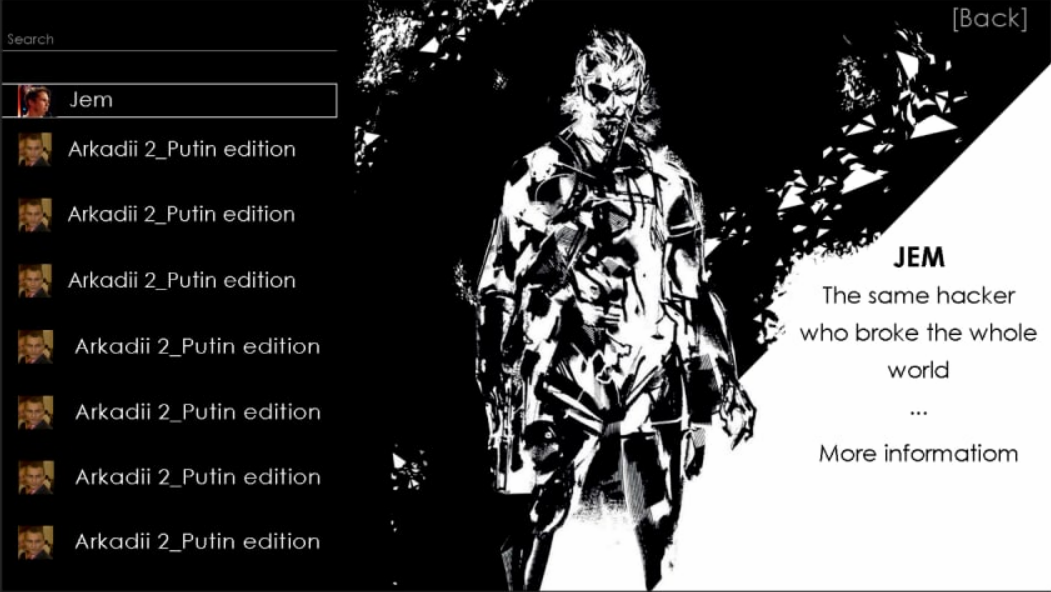 [Back]
Search
Jem
Arkadii 2_Putin edition
Arkadii 2_Putin edition
Arkadii 2_Putin edition
Arkadii 2_Putin edition
Arkadii 2_Putin edition
Arkadii 2_Putin edition
Arkadii 2_Putin edition
JEM
The same hacker
who broke the whole
world
...
More informatiom